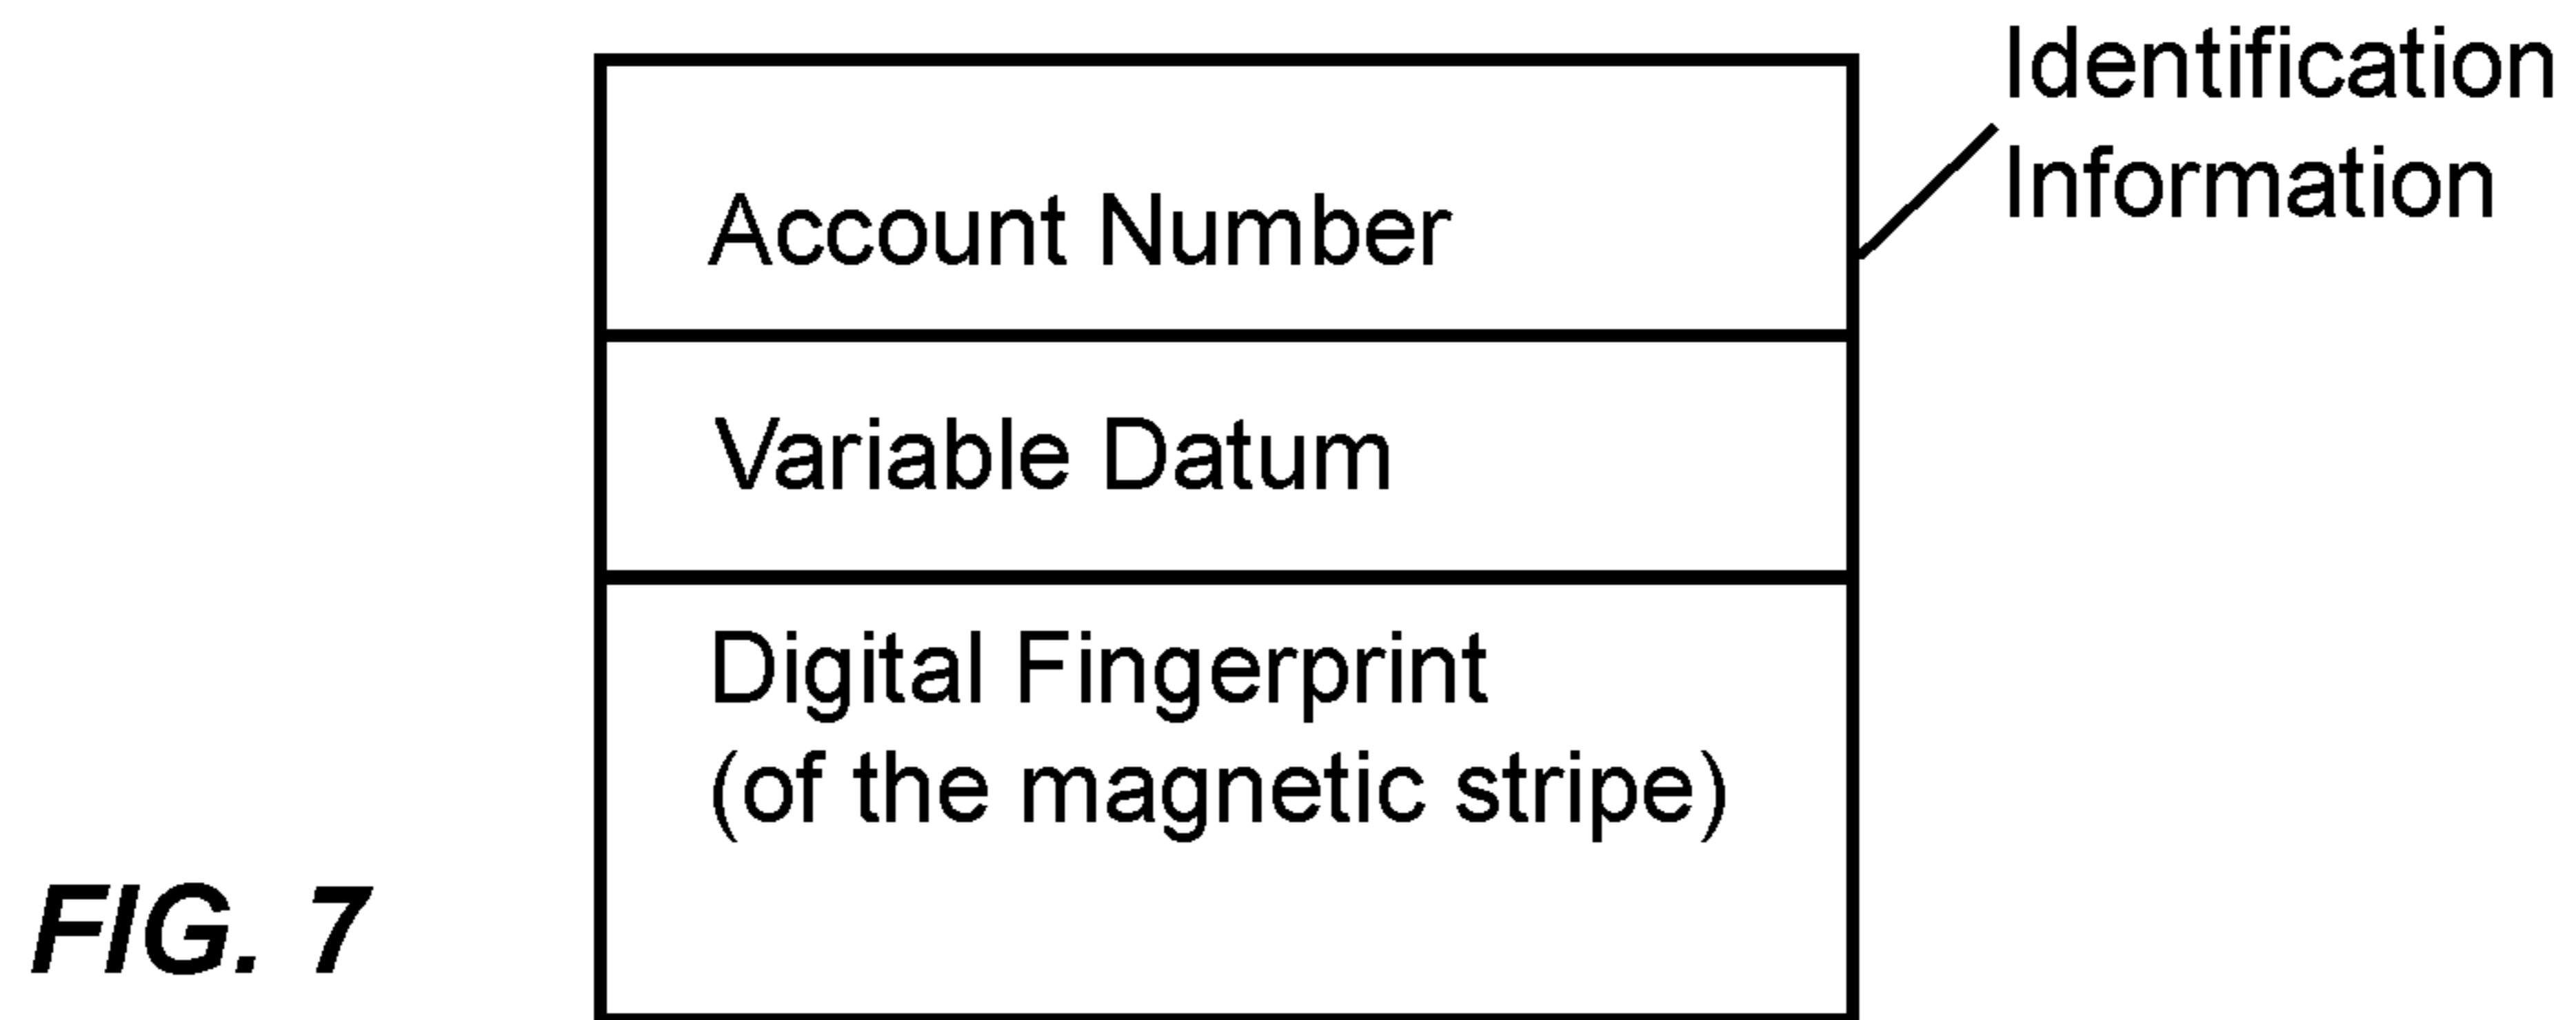 Identification
Information
Account Number
Variable Datum
Digital Fingerprint
(of the magnetic stripe)
FIG. 7